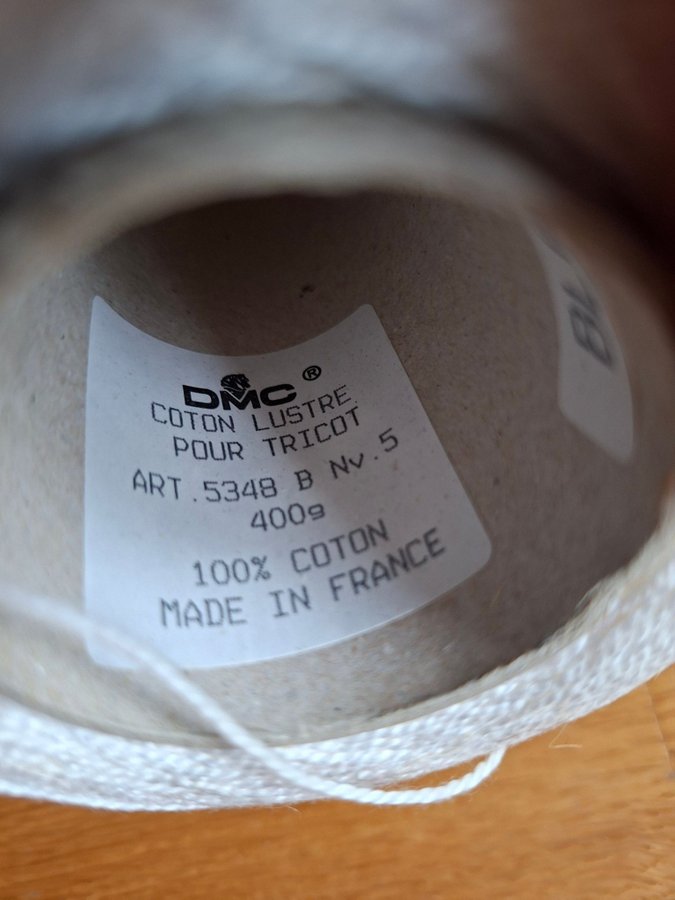 DMC ®
COTON LUSTRE
POUR TRICOT
ART.5348 B Nv.5
400g
100% COTON
MADE IN FRANCE